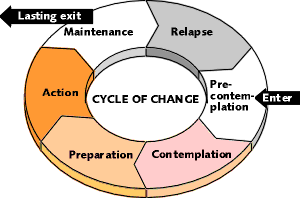 Lasting exit
Maintenance
Relapse
Action
CYCLE OF CHANGE
Pre-
contem-
plation
Enter
Preparation
Contemplation